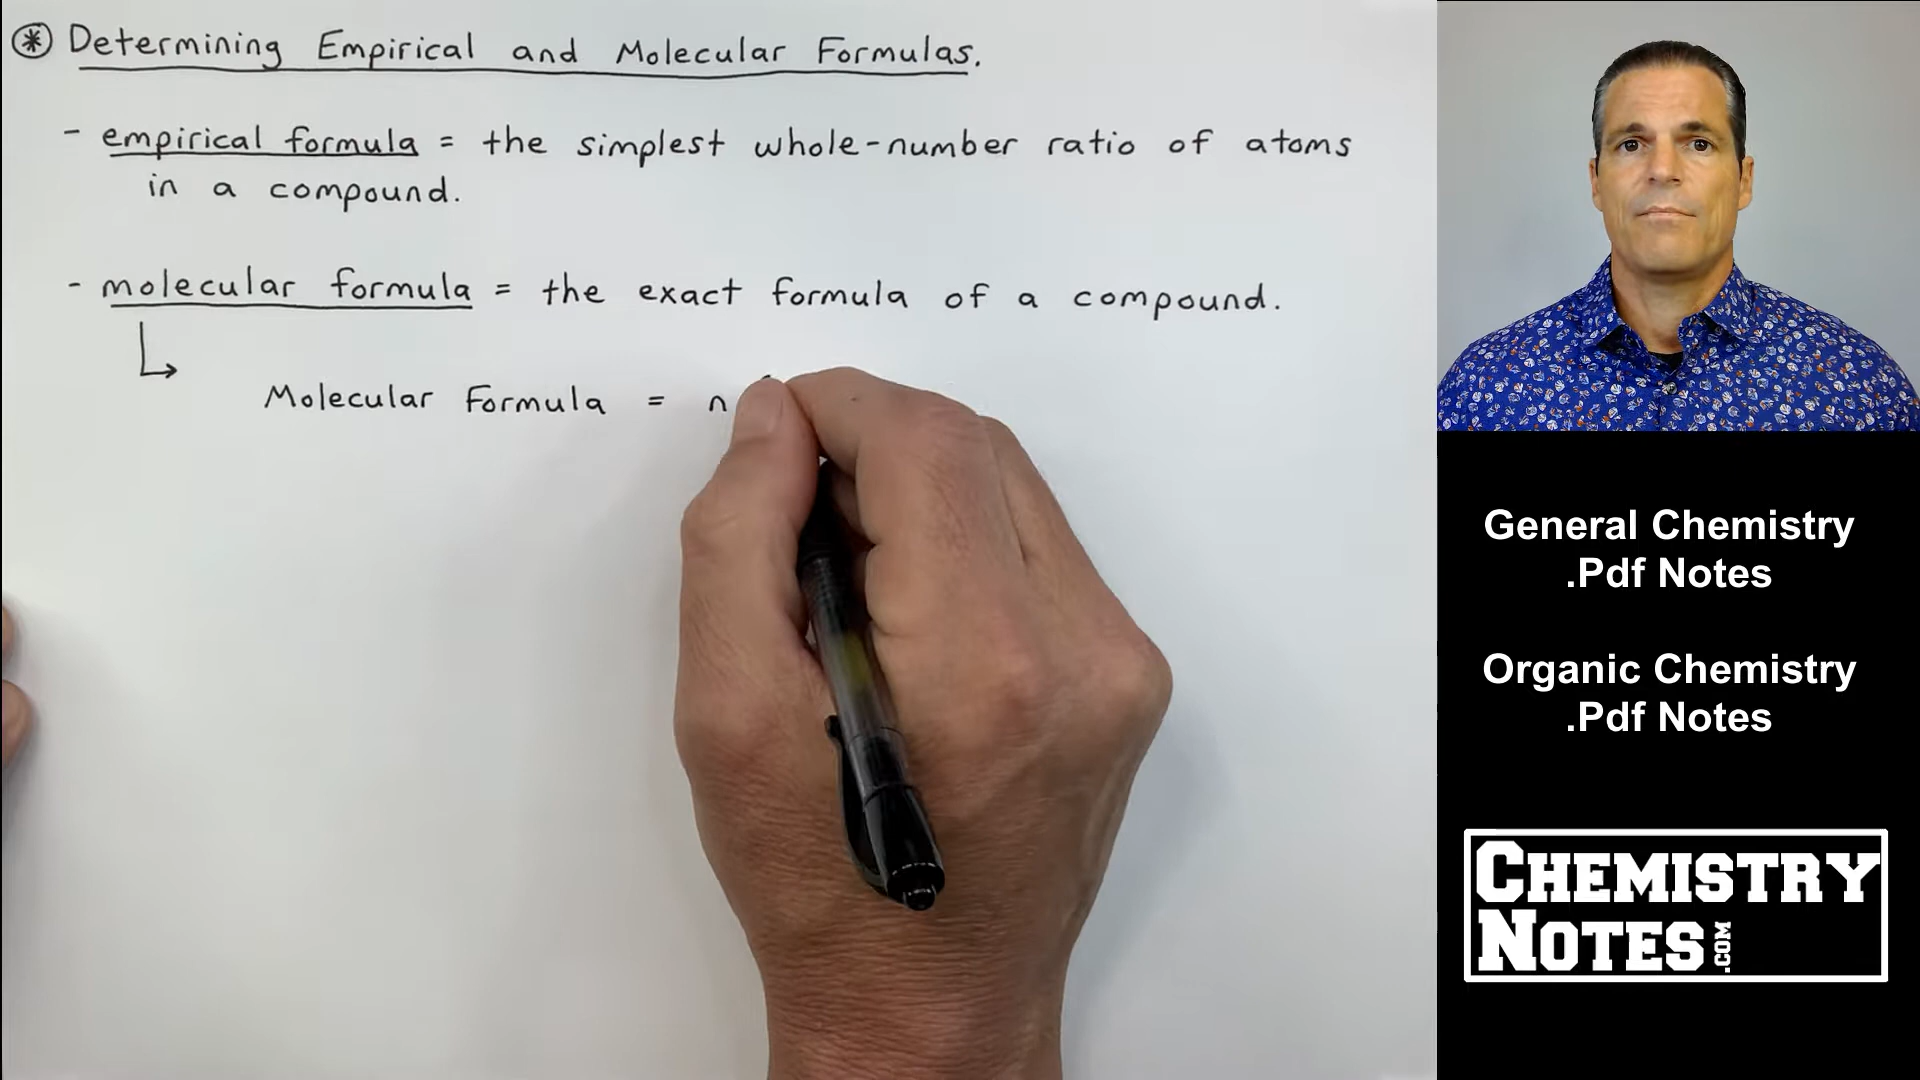 * Determining Empirical and Molecular Formulas.
- empirical formula = the simplest whole-number ratio of atoms
in a compound.
- molecular formula = the exact formula of a compound.
Molecular Formula = n
General Chemistry
.Pdf Notes
Organic Chemistry
.Pdf Notes
CHEMISTRY
NOTES.COM